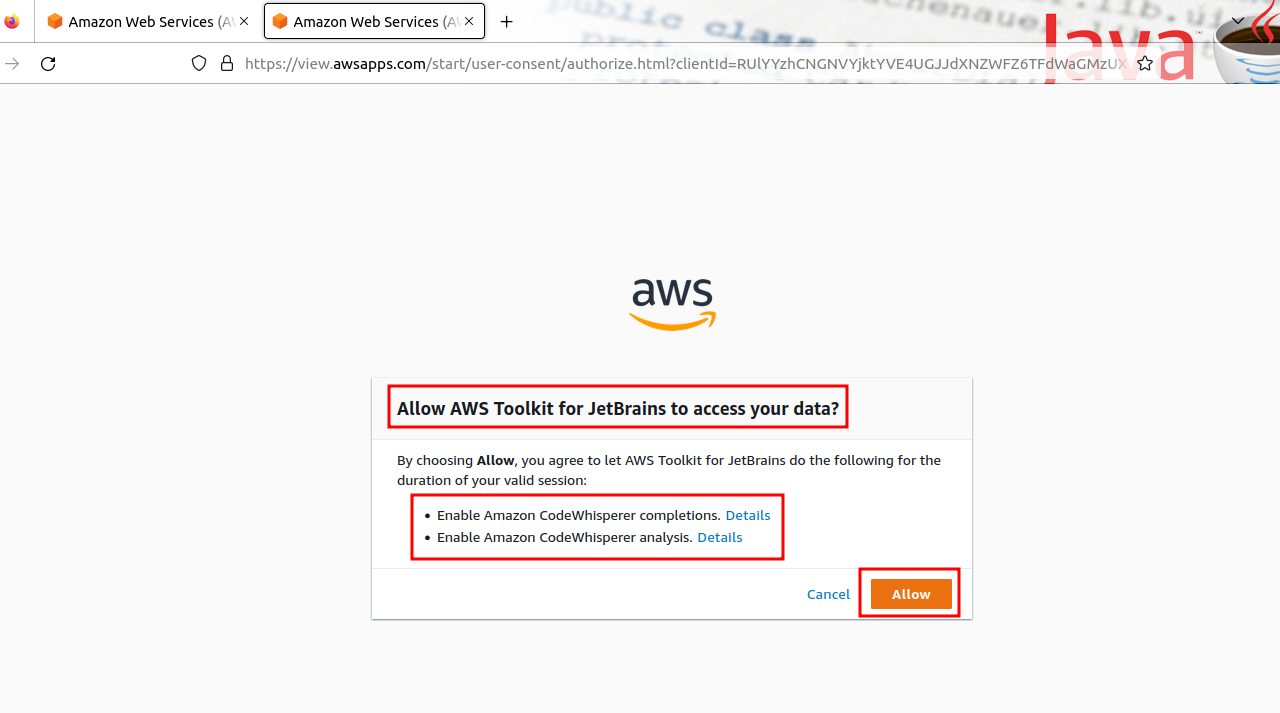 public class
Java
Amazon Web Services (AW
Amazon Web Services (AW
https://view.awsapps.com/start/user-consent/authorize.html?clientId=RUlYYzhCNGNVYjktYVE4UGJJdXNZWFZ6TFdWaGMzUX
aws
Allow AWS Toolkit for JetBrains to access your data?
By choosing Allow, you agree to let AWS Toolkit for JetBrains do the following for the
duration of your valid session:
• Enable Amazon CodeWhisperer completions. Details
• Enable Amazon CodeWhisperer analysis. Details
Cancel
Allow